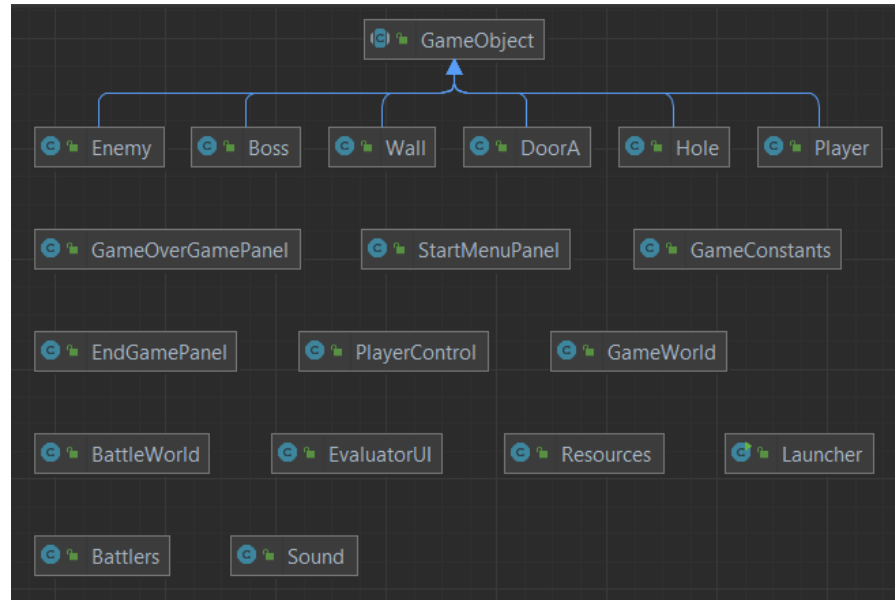 GameObject
Enemy Boss Wall DoorA Hole Player
GameOverGamePanel StartMenuPanel GameConstants
EndGamePanel PlayerControl GameWorld
BattleWorld EvaluatorUI Resources Launcher
Battlers Sound